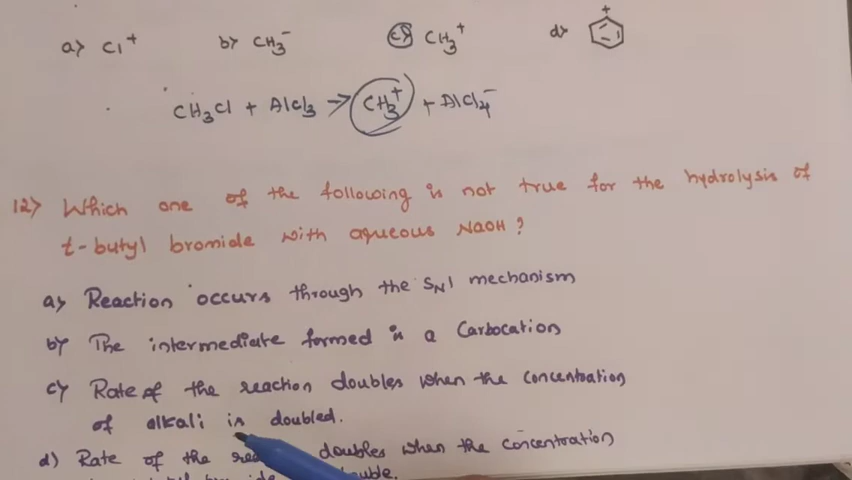 a) Cl⁺ b) CH₃⁻ c) CH₃⁺ d) +
CH₃Cl + AlCl₃ → CH₃⁺ + AlCl₄⁻
12) Which one of the following is not true for the hydrolysis of
t-butyl bromide with aqueous NaOH?
a) Reaction occurs through the SN1 mechanism
b) The intermediate formed is a Carbocation
c) Rate of the reaction doubles when the concentration
of alkali is doubled.
d) Rate of the doubles when the concentration
double.